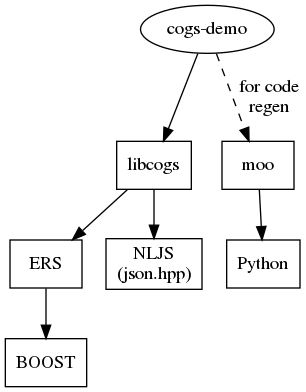 cogs-demo
for code
regen
libcogs
moo
ERS
NLJS
(json.hpp)
Python
BOOST